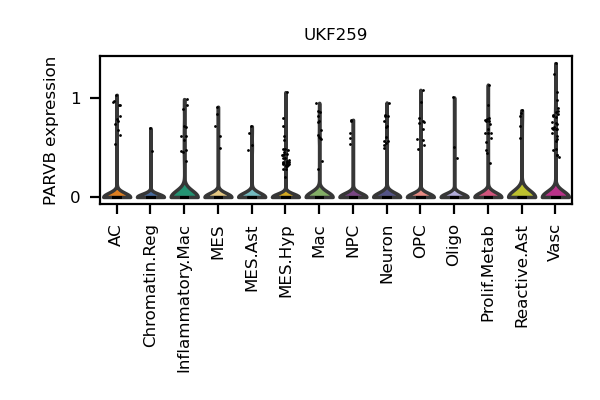 UKF259
PARVB expression
1
0
AC
Chromatin.Reg
Inflammatory.Mac
MES
MES.Ast
MES.Hyp
Mac
NPC
Neuron
OPC
Oligo
Prolif.Metab
Reactive.Ast
Vasc